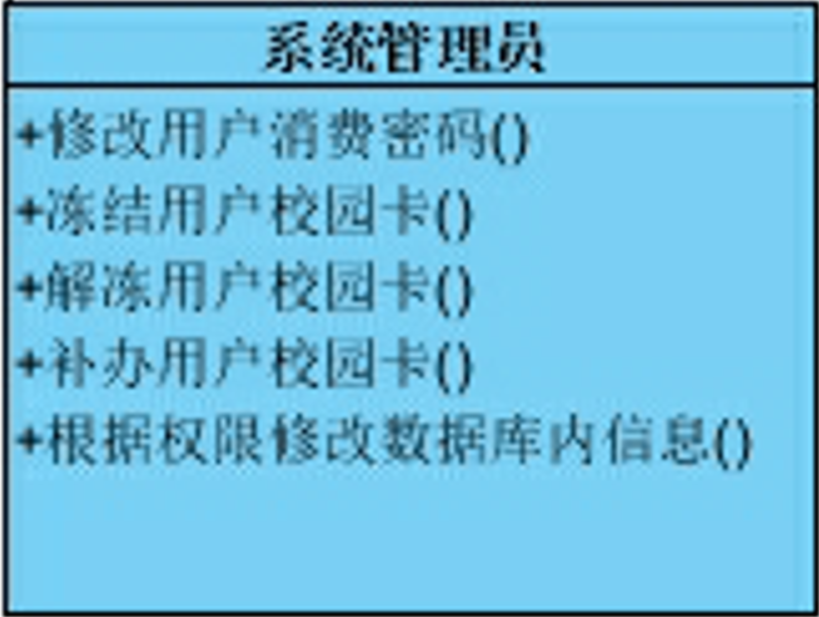 系统管理员
+修改用户消费密码()
+冻结用户校园卡()
+解冻用户校园卡()
+补办用户校园卡()
+根据权限修改数据库内信息()